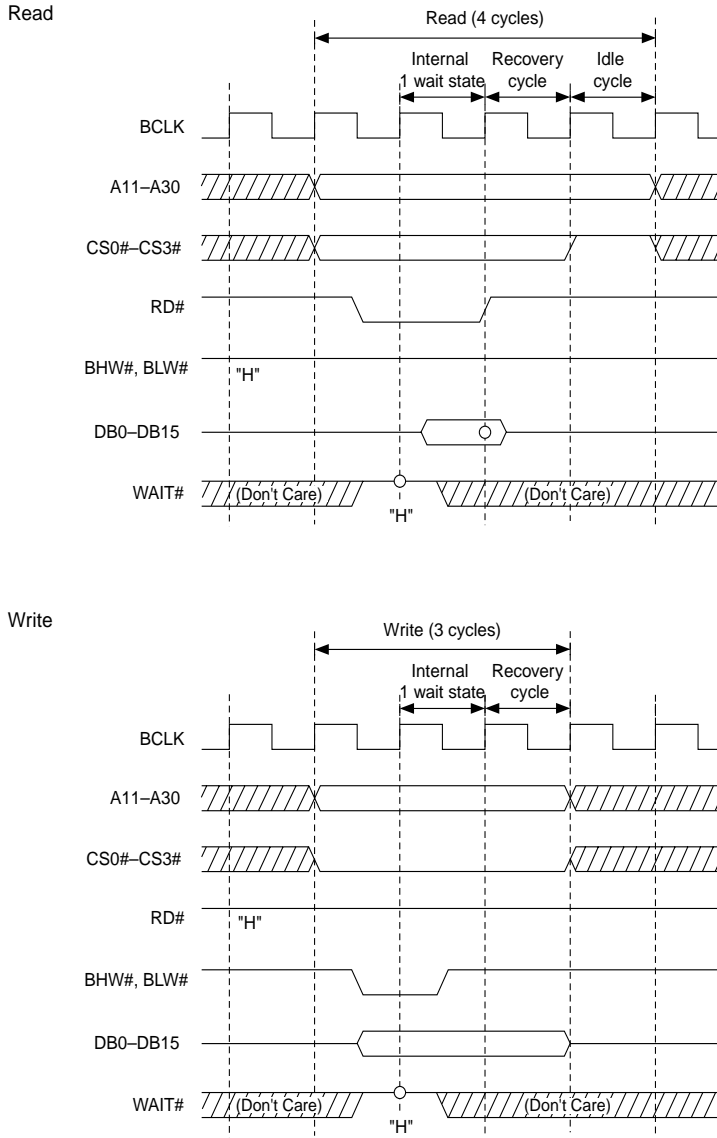 Read
Read (4 cycles)
Internal Recovery Idle
1 wait state cycle cycle
BCLK
A11–A30
CS0#–CS3#
RD#
BHW#, BLW# "H"
DB0–DB15
WAIT# (Don't Care) (Don't Care)
"H"
Write
Write (3 cycles)
Internal Recovery
1 wait state cycle
BCLK
A11–A30
CS0#–CS3#
RD# "H"
BHW#, BLW#
DB0–DB15
WAIT# (Don't Care) (Don't Care)
"H"